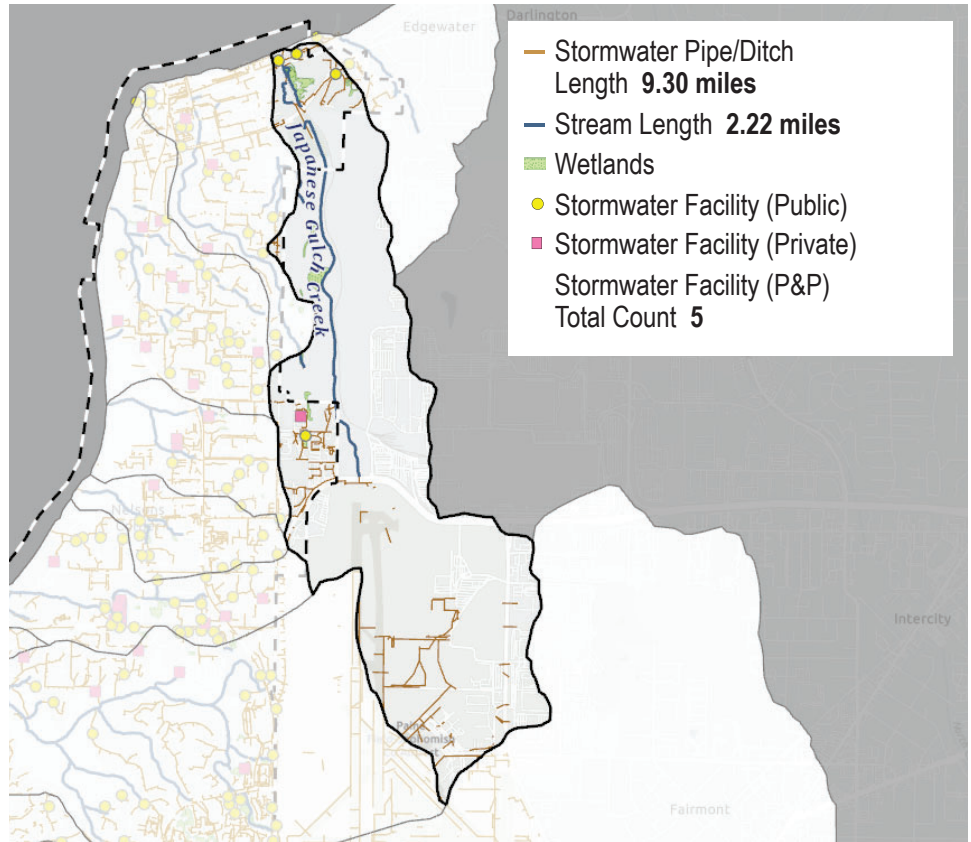 Edgewater
Darlington
Stormwater Pipe/Ditch
Length 9.30 miles
Stream Length 2.22 miles
Wetlands
Stormwater Facility (Public)
Stormwater Facility (Private)
Stormwater Facility (P&P)
Total Count 5
Japanese Gulch Creek
Intercity
Fairmont